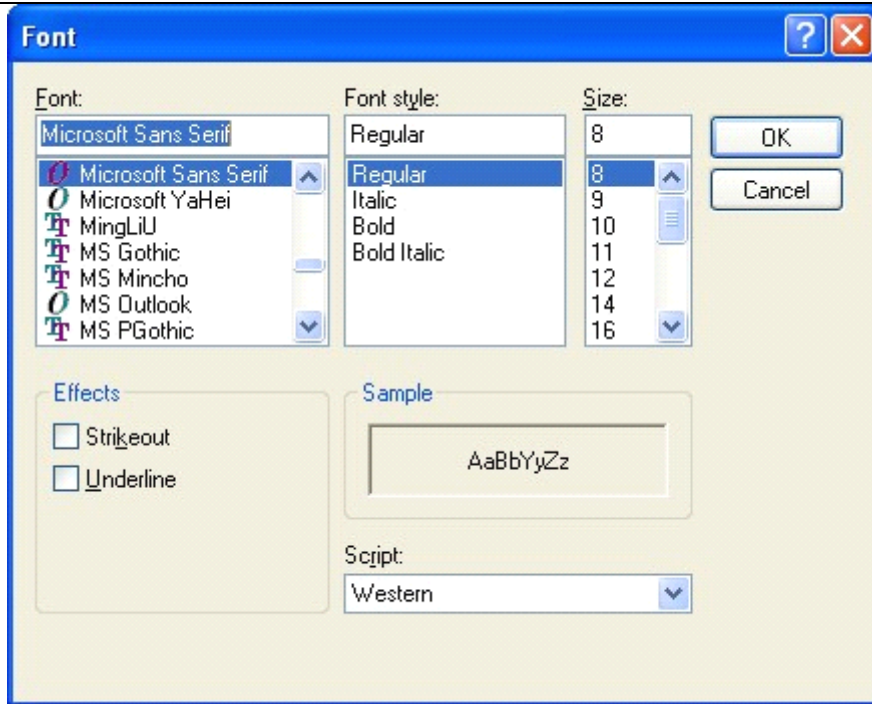 Font
Font:
Microsoft Sans Serif
Microsoft Sans Serif
Microsoft YaHei
MingLiU
MS Gothic
MS Mincho
MS Outlook
MS PGothic
Font style:
Regular
Regular
Italic
Bold
Bold Italic
Size:
8
8
9
10
11
12
14
16
OK
Cancel
Effects
Strikeout
Underline
Sample
AaBbYyZz
Script:
Western